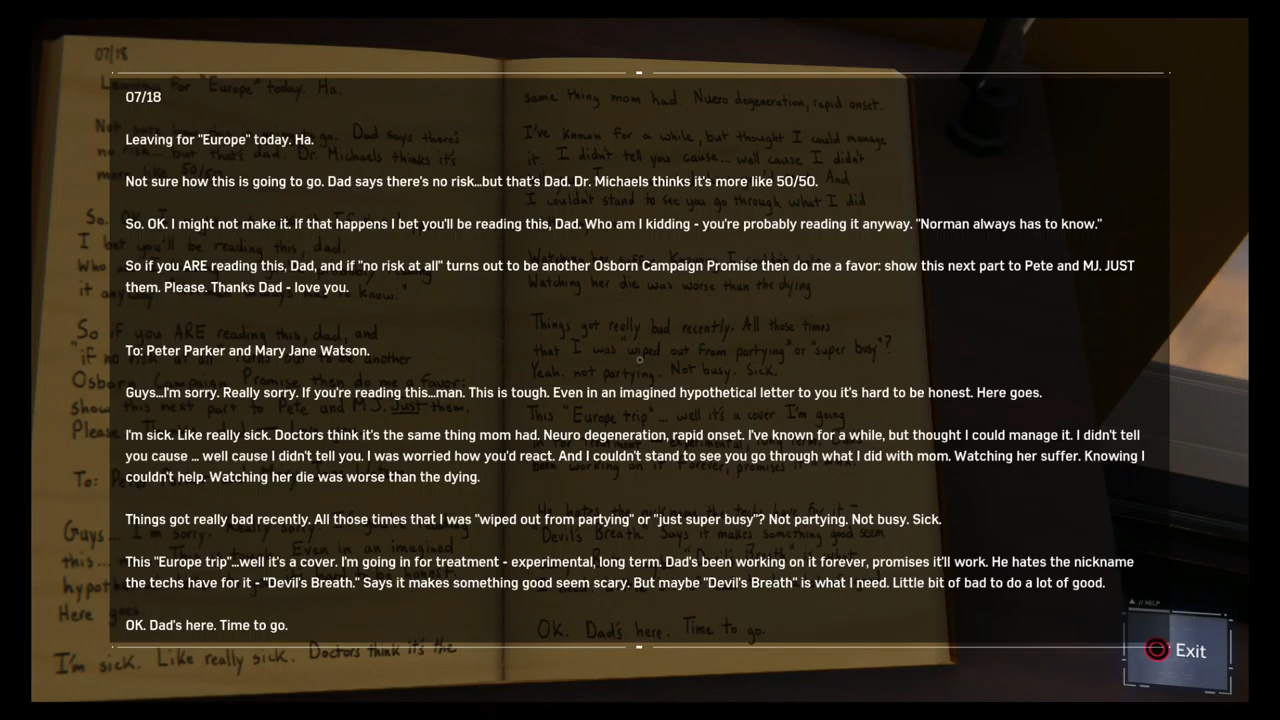 07/18
Leaving for "Europe" today. Ha.
Not sure how this is going to go. Dad says there's no risk...but that's Dad. Dr. Michaels thinks it's more like 50/50.
So. OK. I might not make it. If that happens I bet you'll be reading this, Dad. Who am I kidding - you're probably reading it anyway. "Norman always has to know."
So if you ARE reading this, Dad, and if "no risk at all" turns out to be another Osborn Campaign Promise then do me a favor: show this next part to Pete and MJ. JUST
them. Please. Thanks Dad - love you.
To: Peter Parker and Mary Jane Watson.
Guys...I'm sorry. Really sorry. If you're reading this...man. This is tough. Even in an imagined hypothetical letter to you it's hard to be honest. Here goes.
I'm sick. Like really sick. Doctors think it's the same thing mom had. Neuro degeneration, rapid onset. I've known for a while, but thought I could manage it. I didn't tell
you cause ... well cause I didn't tell you. I was worried how you'd react. And I couldn't stand to see you go through what I did with mom. Watching her suffer. Knowing I
couldn't help. Watching her die was worse than the dying.
Things got really bad recently. All those times that I was "wiped out from partying" or "just super busy"? Not partying. Not busy. Sick.
This "Europe trip"...well it's a cover. I'm going in for treatment - experimental, long term. Dad's been working on it forever, promises it'll work. He hates the nickname
the techs have for it - "Devil's Breath." Says it makes something good seem scary. But maybe "Devil's Breath" is what I need. Little bit of bad to do a lot of good.
OK. Dad's here. Time to go.
// HELP
Exit